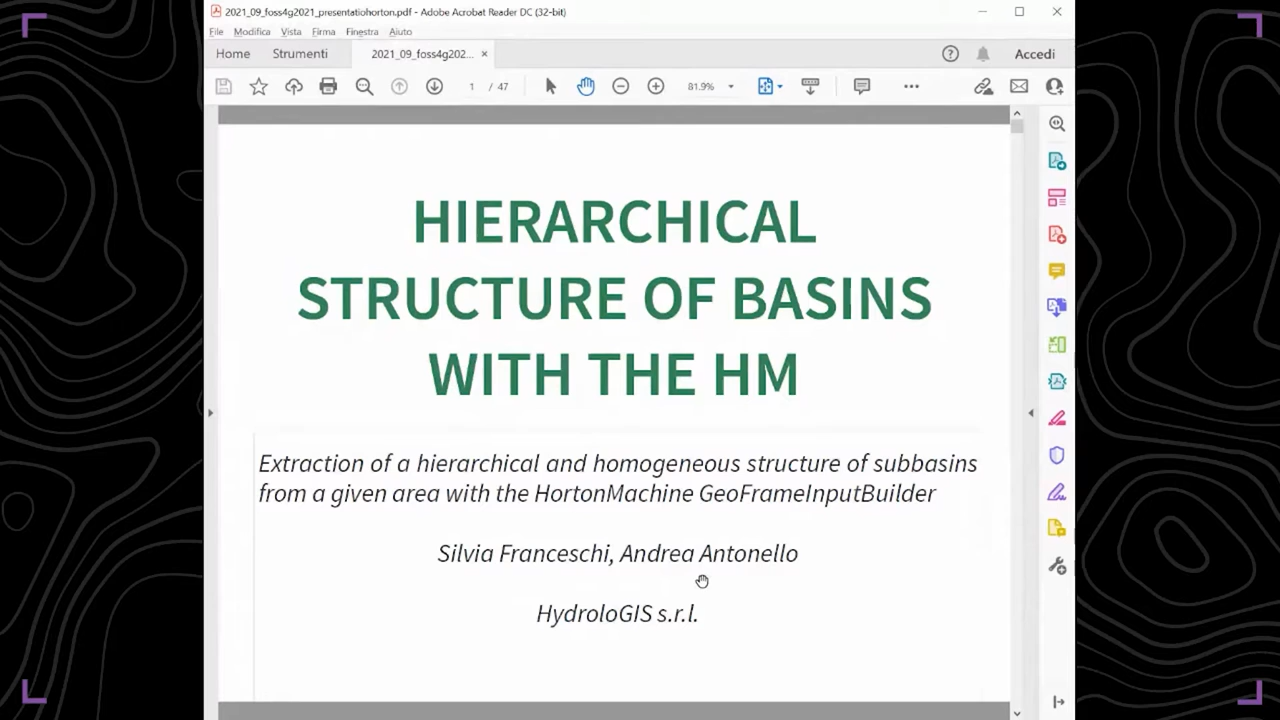 2021_09_foss4g2021_presentatiohorton.pdf - Adobe Acrobat Reader DC (32-bit)
File Modifica Vista Firma Finestra Aiuto
Home Strumenti 2021_09_foss4g202... × Accedi
1 / 47 81.9%
HIERARCHICAL
STRUCTURE OF BASINS
WITH THE HM
Extraction of a hierarchical and homogeneous structure of subbasins
from a given area with the HortonMachine GeoFrameInputBuilder
Silvia Franceschi, Andrea Antonello
HydroloGIS s.r.l.